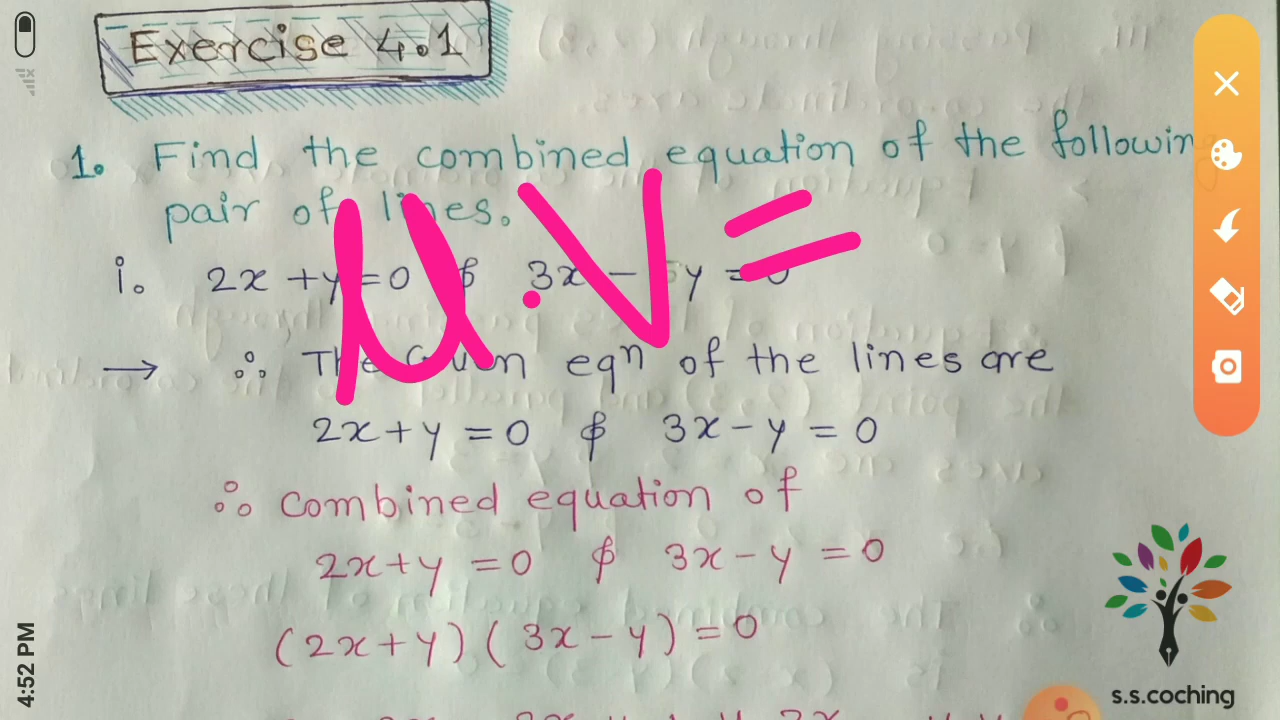 Exercise 4.1
1. Find the combined equation of the followin
pair of lines.
i. 2x + y = 0 & 3x - y = 0
u.v =
→ ∴ The Given eqn of the lines are
2x + y = 0 & 3x - y = 0
∴ combined equation of
2x + y = 0 & 3x - y = 0
(2x + y) (3x - y) = 0
s.s.coching
4:52 PM